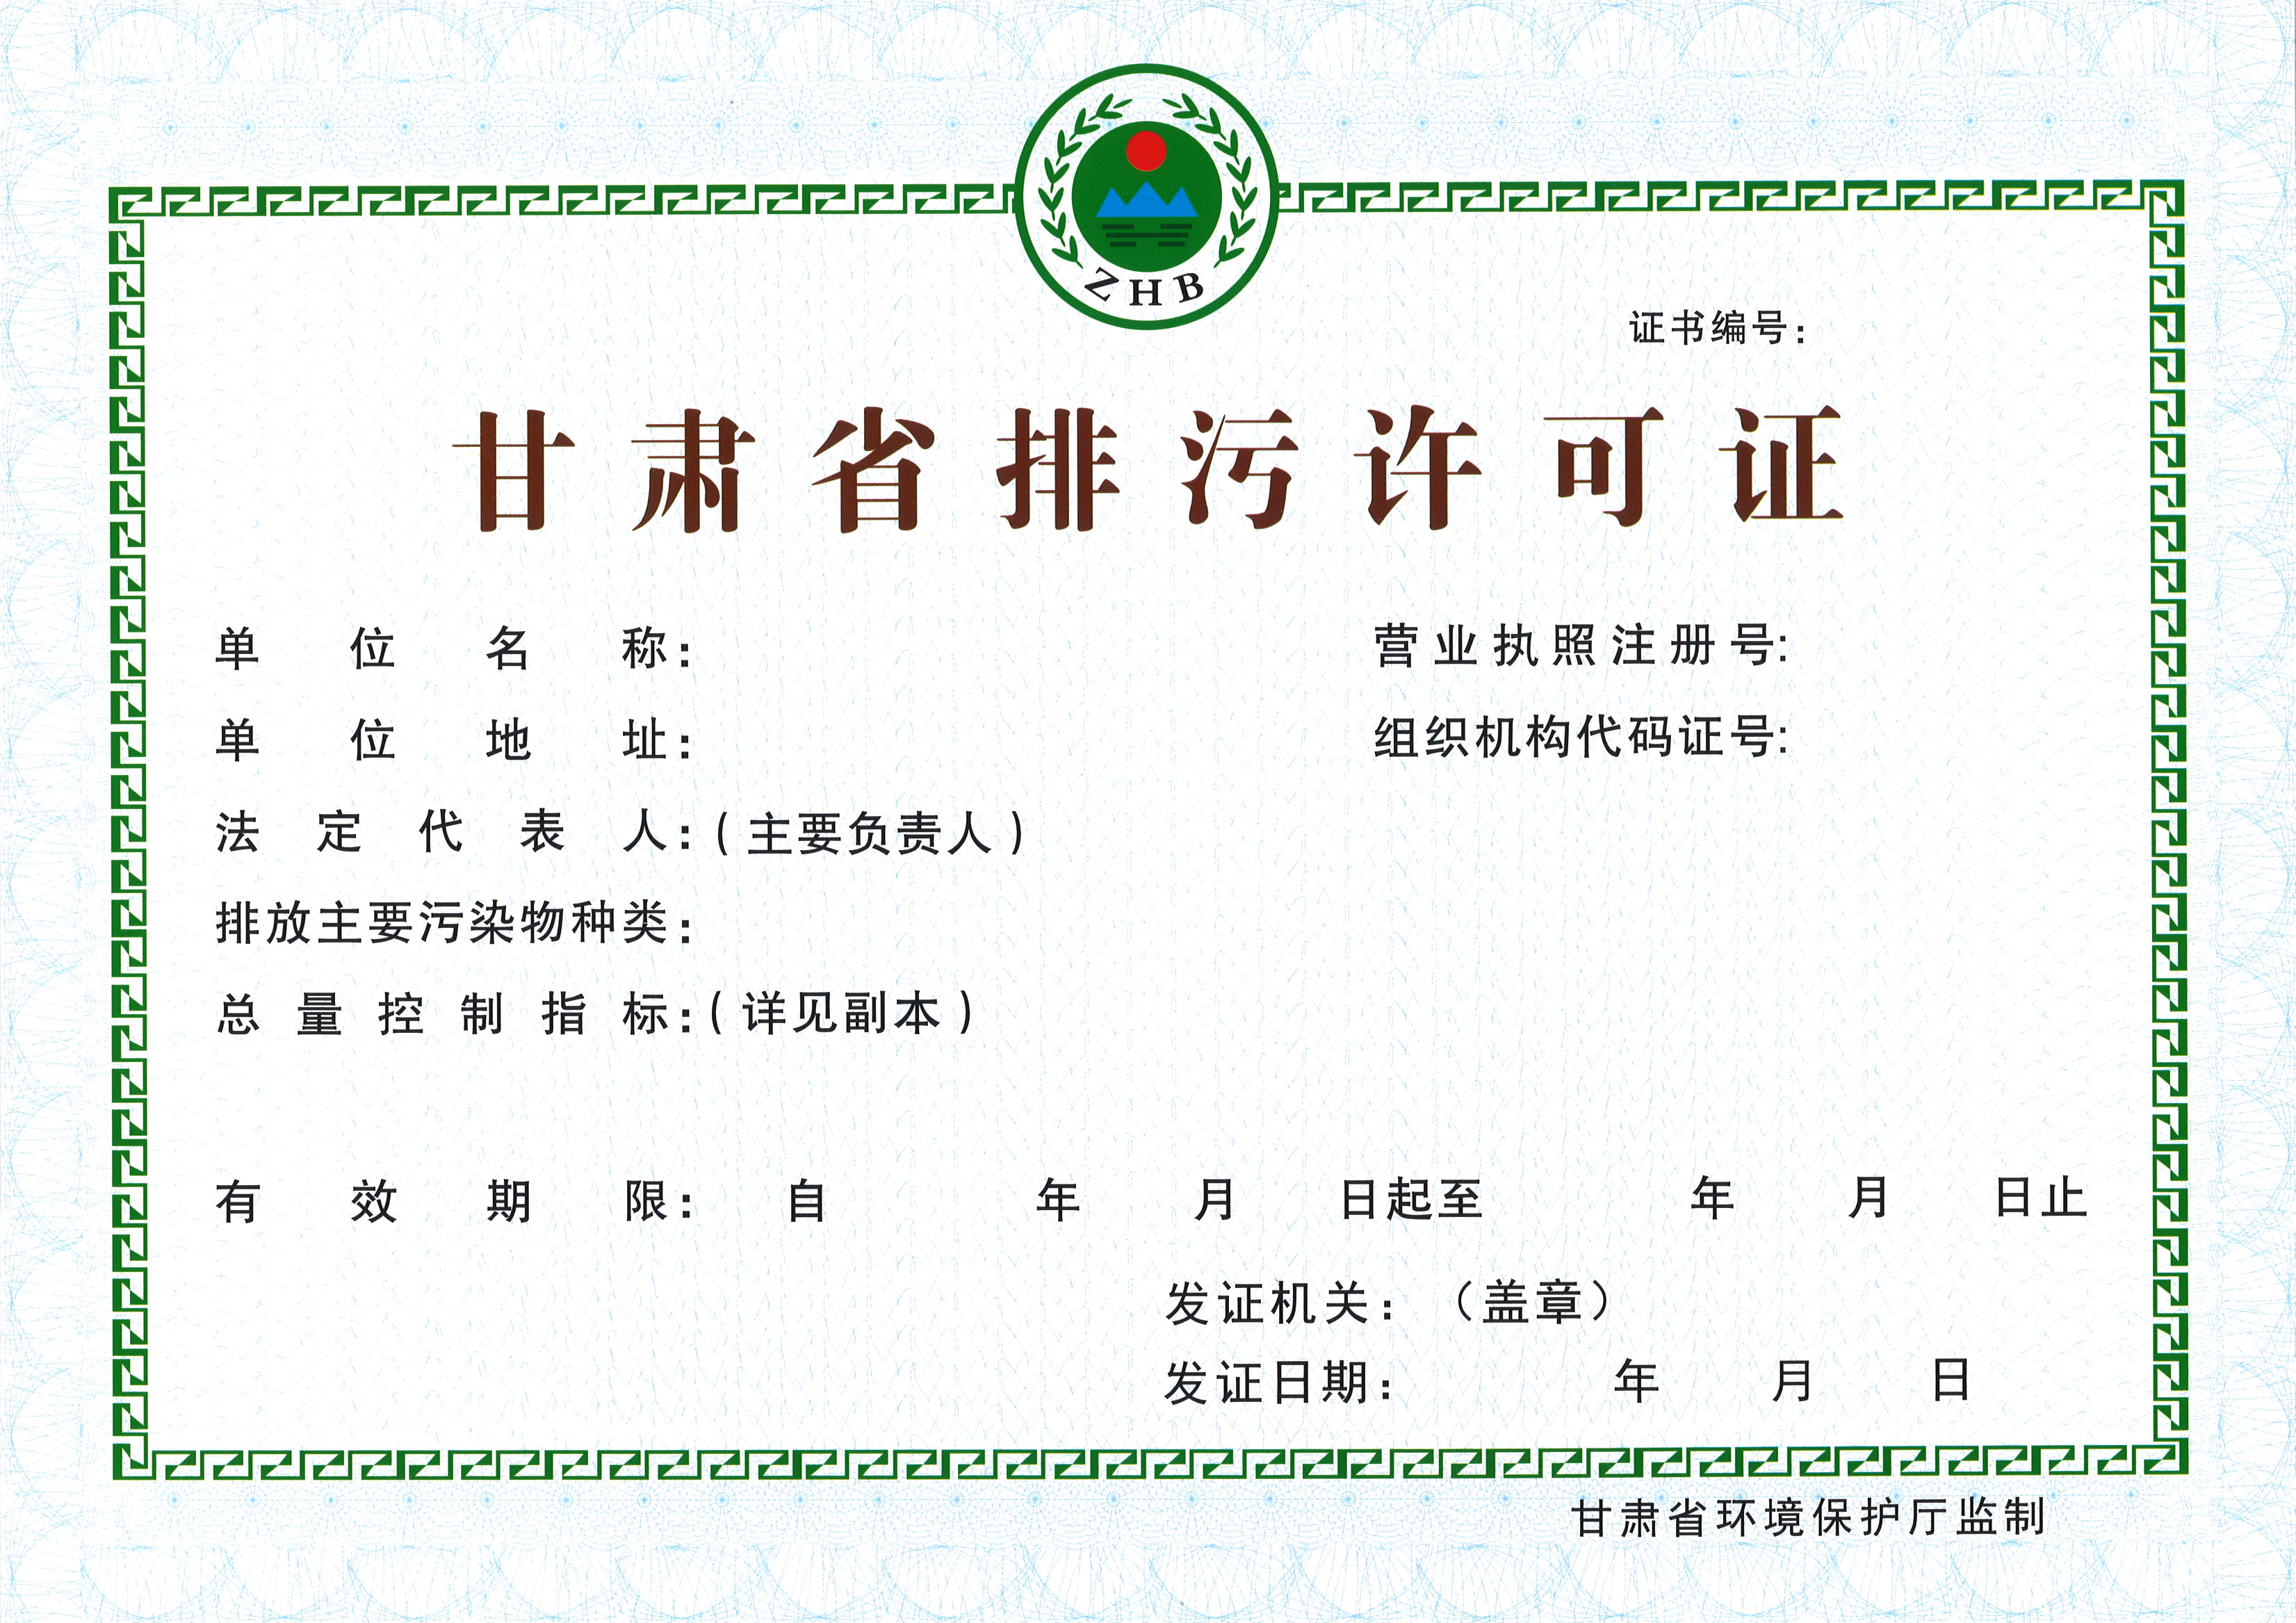 ZHB
证书编号:
甘肃省排污许可证
单位名称: 营业执照注册号:
单位地址: 组织机构代码证号:
法定代表人:(主要负责人)
排放主要污染物种类:
总量控制指标:(详见副本)
有效期限: 自 年 月 日起至 年 月 日止
发证机关: (盖章)
发证日期: 年 月 日
甘肃省环境保护厅监制